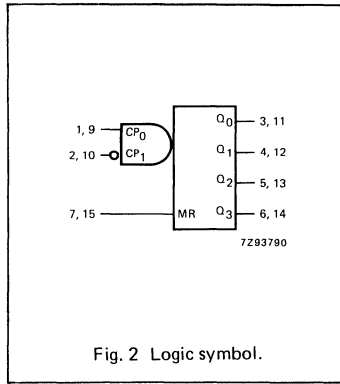 1, 9 CP0 Q0 3, 11
2, 10 CP1 Q1 4, 12
Q2 5, 13
7, 15 MR Q3 6, 14
7Z93790
Fig. 2 Logic symbol.